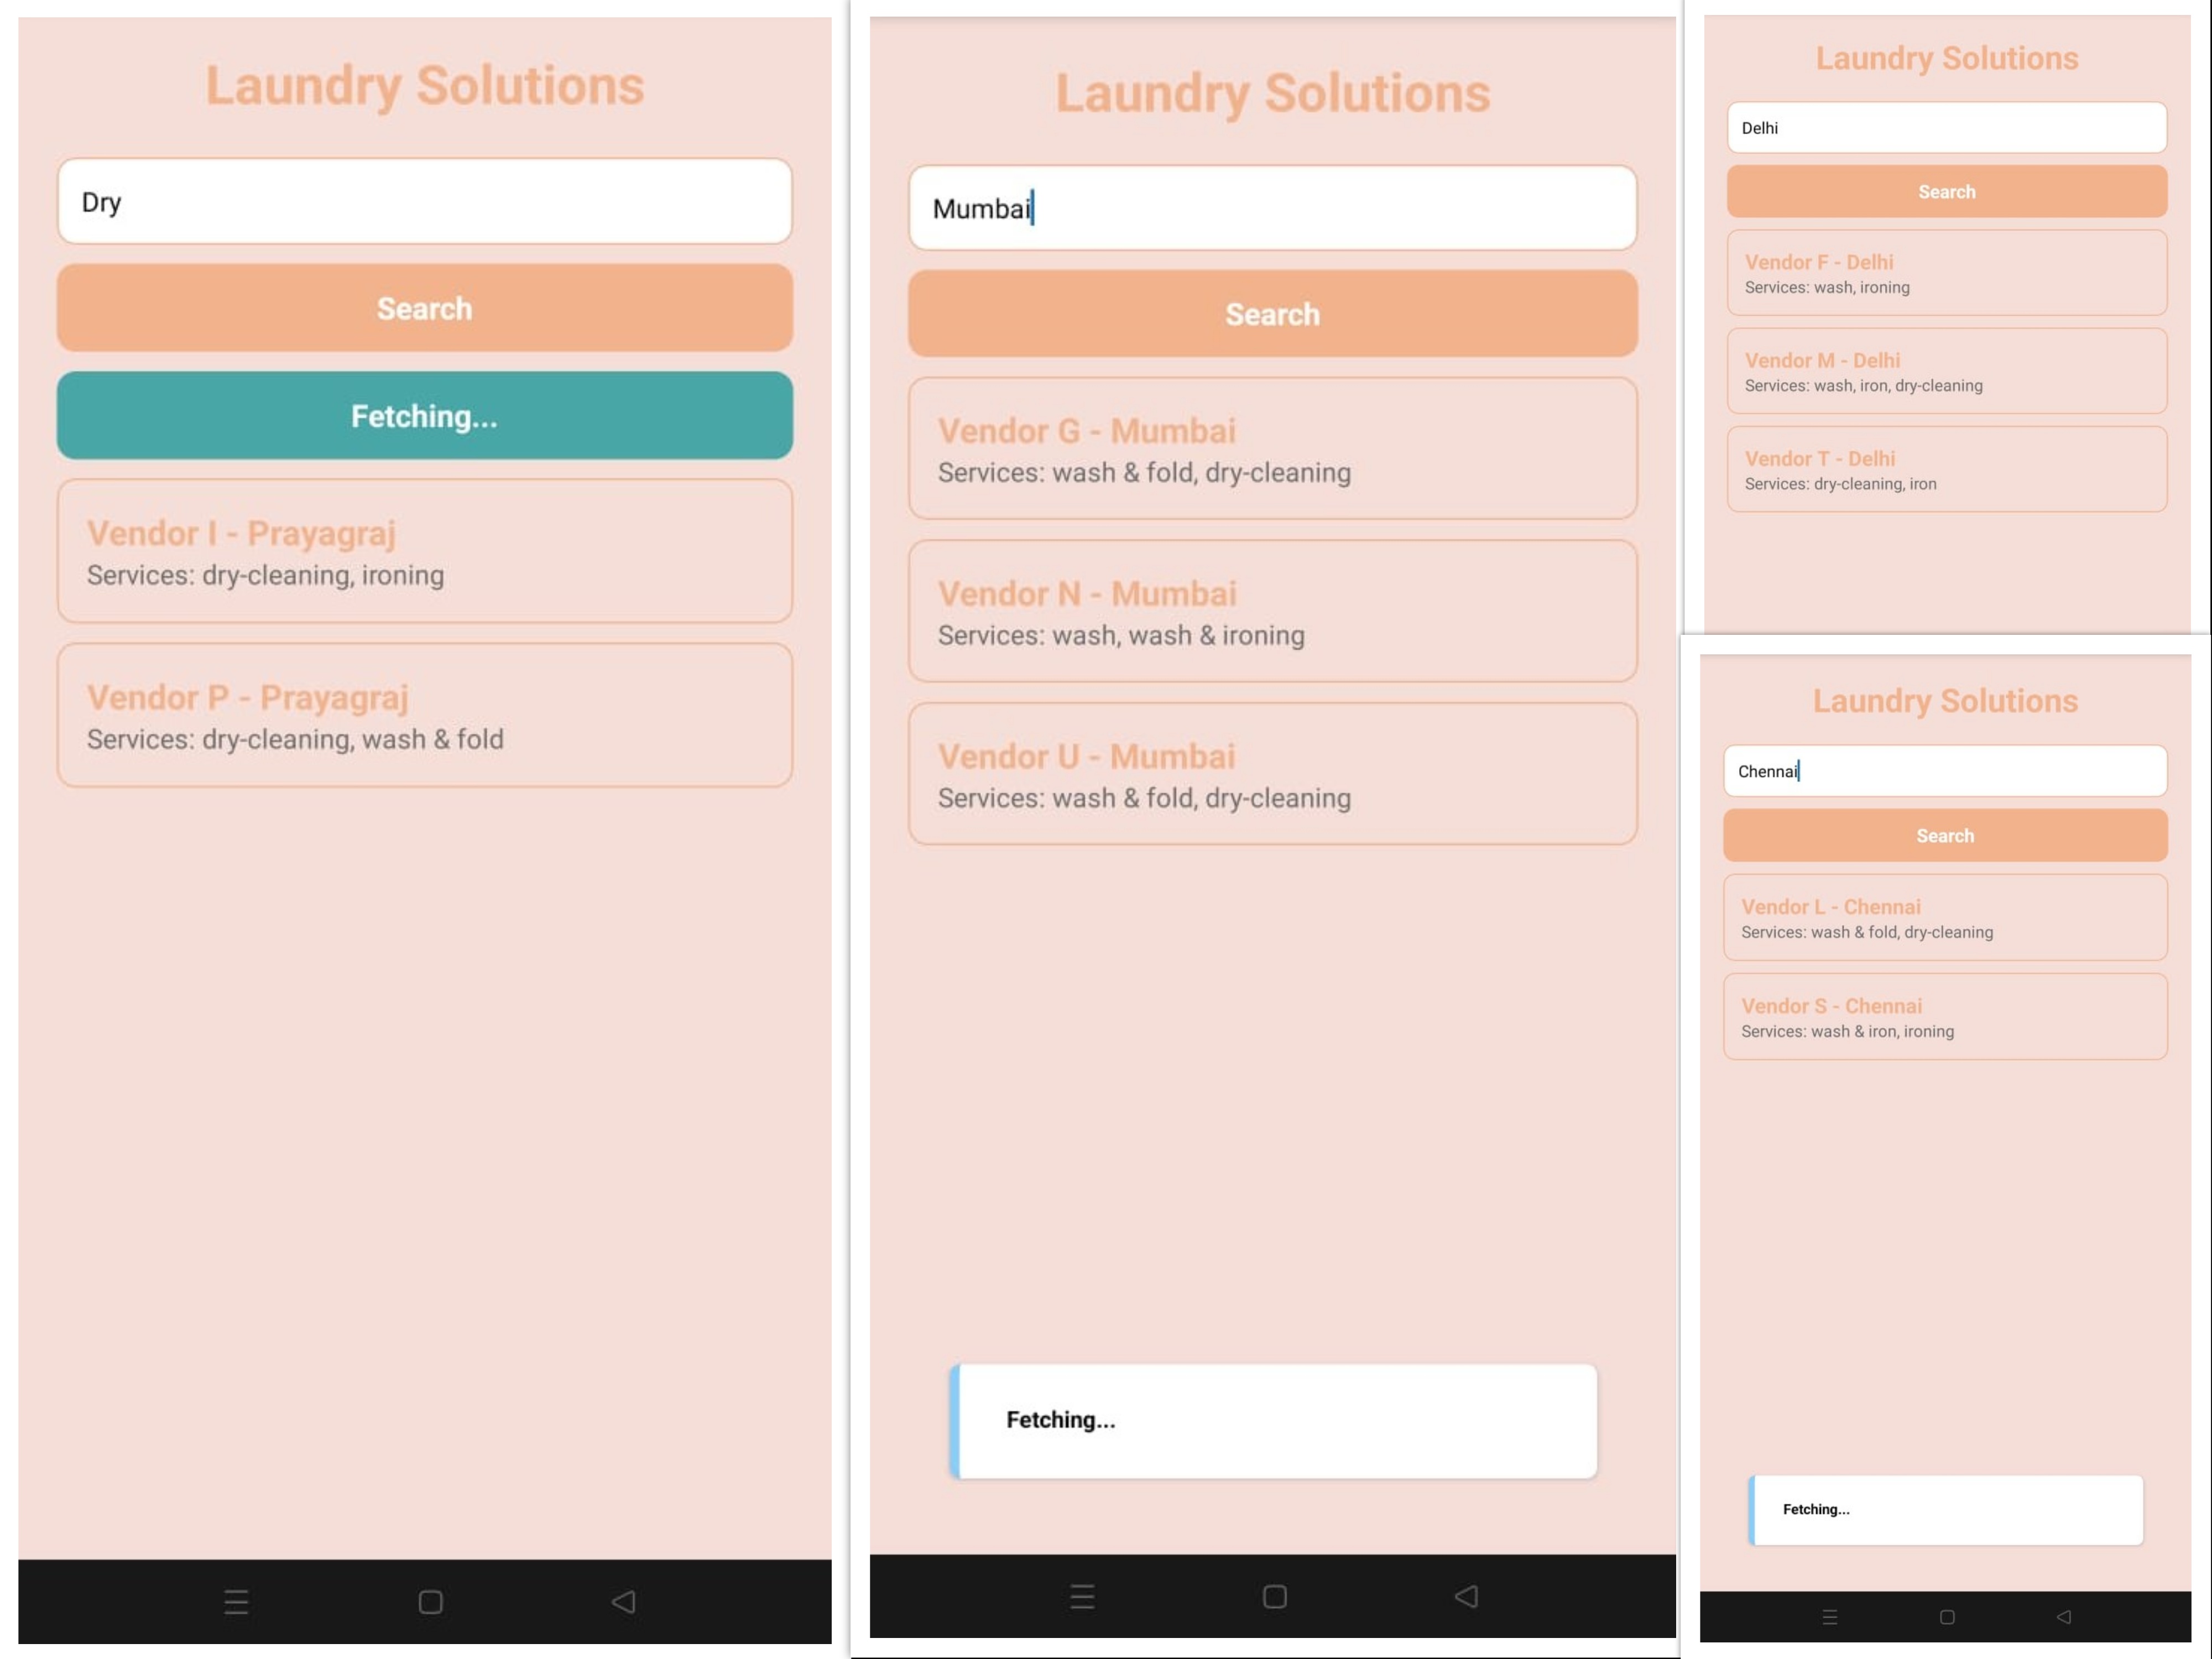 Laundry Solutions
Dry
Search
Fetching...
Vendor I - Prayagraj
Services: dry-cleaning, ironing
Vendor P - Prayagraj
Services: dry-cleaning, wash & fold
Laundry Solutions
Mumbai
Search
Vendor G - Mumbai
Services: wash & fold, dry-cleaning
Vendor N - Mumbai
Services: wash, wash & ironing
Vendor U - Mumbai
Services: wash & fold, dry-cleaning
Fetching...
Laundry Solutions
Delhi
Search
Vendor F - Delhi
Services: wash, ironing
Vendor M - Delhi
Services: wash, iron, dry-cleaning
Vendor T - Delhi
Services: dry-cleaning, iron
Laundry Solutions
Chennai
Search
Vendor L - Chennai
Services: wash & fold, dry-cleaning
Vendor S - Chennai
Services: wash & iron, ironing
Fetching...